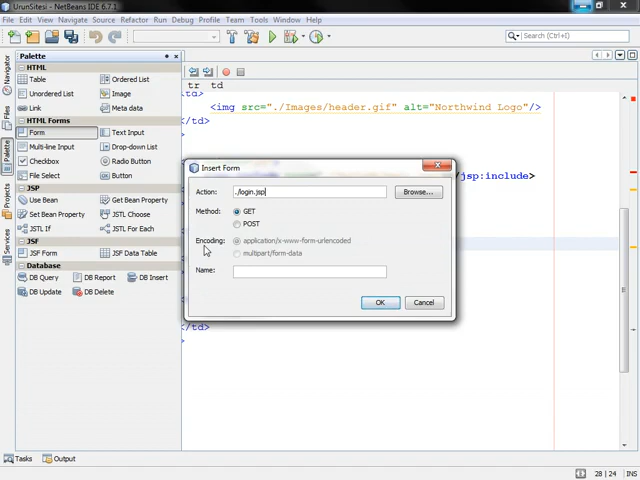 UrunSitesi - NetBeans IDE 6.7.1
File Edit View Navigate Source Refactor Run Debug Profile Team Tools Window Help
Search (Ctrl+I)
Palette
HTML
Table Ordered List
Unordered List Image
Link Meta data
HTML Forms
Form Text Input
Multi-line Input Drop-down List
Checkbox Radio Button
File Select Button
JSP
Use Bean Get Bean Property
Set Bean Property JSTL Choose
JSTL If JSTL For Each
JSF
JSF Form JSF Data Table
Database
DB Query DB Report DB Insert
DB Update DB Delete
Navigator
Files
Palette
Projects
Services
tr td
td>
<img src="./Images/header.gif" alt="Northwind Logo"/>
</td>
/jsp:include>
Insert Form
Action: ./login.jsp Browse...
Method: GET
POST
Encoding: application/x-www-form-urlencoded
multipart/form-data
Name:
OK Cancel
</td>
>
Tasks Output
28 | 24 INS